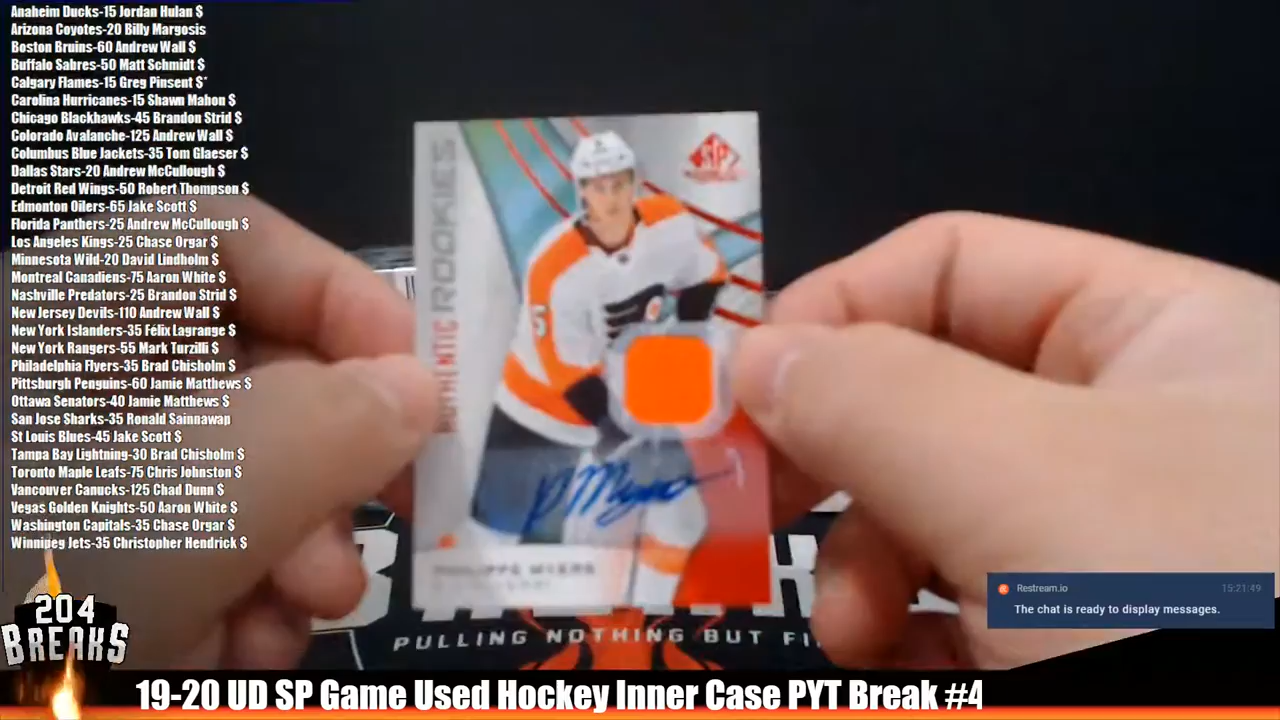 Anaheim Ducks-15 Jordan Hulan $
Arizona Coyotes-20 Billy Margosis
Boston Bruins-60 Andrew Wall $
Buffalo Sabres-50 Matt Schmidt $
Calgary Flames-15 Greg Pinsent $*
Carolina Hurricanes-15 Shawn Mahon $
Chicago Blackhawks-45 Brandon Strid $
Colorado Avalanche-125 Andrew Wall $
Columbus Blue Jackets-35 Tom Glaeser $
Dallas Stars-20 Andrew McCullough $
Detroit Red Wings-50 Robert Thompson $
Edmonton Oilers-65 Jake Scott $
Florida Panthers-25 Andrew McCullough $
Los Angeles Kings-25 Chase Orgar $
Minnesota Wild-20 David Lindholm $
Montreal Canadiens-75 Aaron White $
Nashville Predators-25 Brandon Strid $
New Jersey Devils-110 Andrew Wall $
New York Islanders-35 Felix Lagrange $
New York Rangers-55 Mark Turzilli $
Philadelphia Flyers-35 Brad Chisholm $
Pittsburgh Penguins-60 Jamie Matthews $
Ottawa Senators-40 Jamie Matthews $
San Jose Sharks-35 Ronald Sainnawap
St Louis Blues-45 Jake Scott $
Tampa Bay Lightning-30 Brad Chisholm $
Toronto Maple Leafs-75 Chris Johnston $
Vancouver Canucks-125 Chad Dunn $
Vegas Golden Knights-50 Aaron White $
Washington Capitals-35 Chase Orgar $
Winnipeg Jets-35 Christopher Hendrick $
AUTHENTIC ROOKIES
SP
5
P Myers
PHILIPPE MYERS
PULLING NOTHING BUT FI
Restream.io 15:21:49
The chat is ready to display messages.
204
BREAKS
19-20 UD SP Game Used Hockey Inner Case PYT Break #4